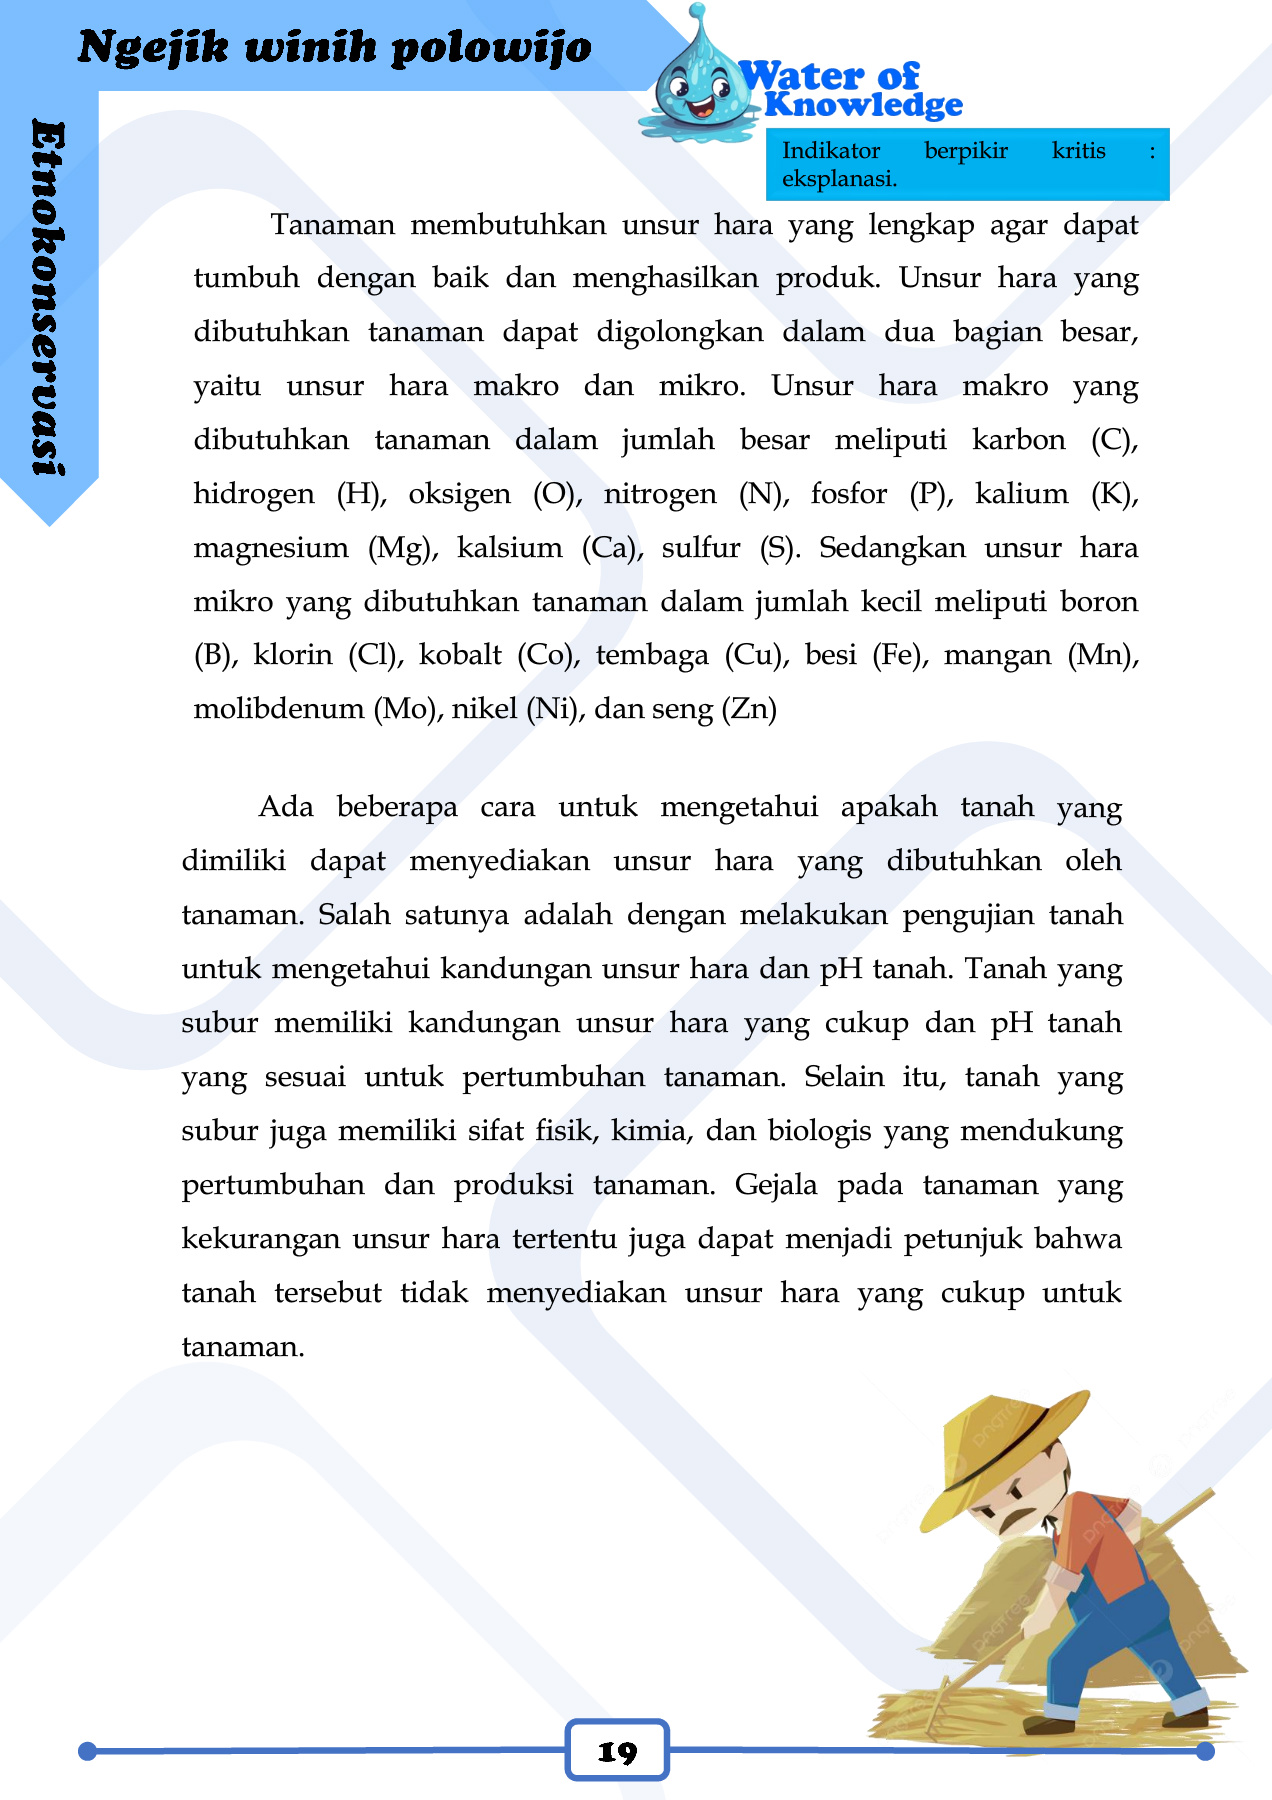 Ngejik winih polowijo
Etnokonservasi
Water of
Knowledge
Indikator berpikir kritis :
eksplanasi.
Tanaman membutuhkan unsur hara yang lengkap agar dapat
tumbuh dengan baik dan menghasilkan produk. Unsur hara yang
dibutuhkan tanaman dapat digolongkan dalam dua bagian besar,
yaitu unsur hara makro dan mikro. Unsur hara makro yang
dibutuhkan tanaman dalam jumlah besar meliputi karbon (C),
hidrogen (H), oksigen (O), nitrogen (N), fosfor (P), kalium (K),
magnesium (Mg), kalsium (Ca), sulfur (S). Sedangkan unsur hara
mikro yang dibutuhkan tanaman dalam jumlah kecil meliputi boron
(B), klorin (Cl), kobalt (Co), tembaga (Cu), besi (Fe), mangan (Mn),
molibdenum (Mo), nikel (Ni), dan seng (Zn)
Ada beberapa cara untuk mengetahui apakah tanah yang
dimiliki dapat menyediakan unsur hara yang dibutuhkan oleh
tanaman. Salah satunya adalah dengan melakukan pengujian tanah
untuk mengetahui kandungan unsur hara dan pH tanah. Tanah yang
subur memiliki kandungan unsur hara yang cukup dan pH tanah
yang sesuai untuk pertumbuhan tanaman. Selain itu, tanah yang
subur juga memiliki sifat fisik, kimia, dan biologis yang mendukung
pertumbuhan dan produksi tanaman. Gejala pada tanaman yang
kekurangan unsur hara tertentu juga dapat menjadi petunjuk bahwa
tanah tersebut tidak menyediakan unsur hara yang cukup untuk
tanaman.
19